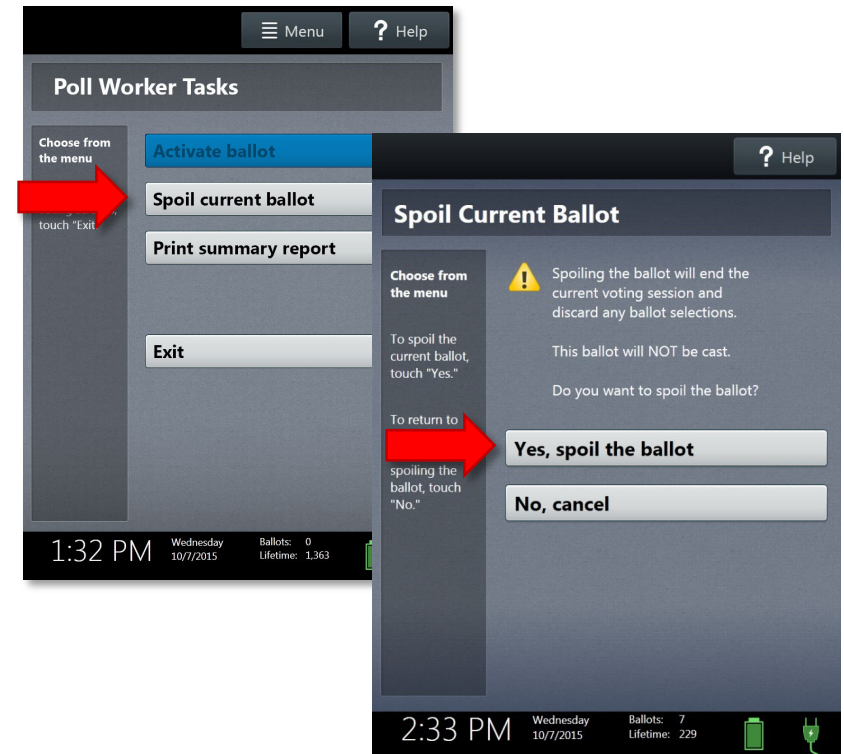 Menu
? Help
Poll Worker Tasks
Choose from
the menu
touch "Exit
Activate ballot
Spoil current ballot
Print summary report
Exit
1:32 PM
Wednesday
10/7/2015
Ballots: 0
Lifetime: 1,363
? Help
Spoil Current Ballot
Choose from
the menu
To spoil the
current ballot,
touch "Yes."
To return to
spoiling the
ballot, touch
"No."
Spoiling the ballot will end the
current voting session and
discard any ballot selections.
This ballot will NOT be cast.
Do you want to spoil the ballot?
Yes, spoil the ballot
No, cancel
2:33 PM
Wednesday
10/7/2015
Ballots: 7
Lifetime: 229